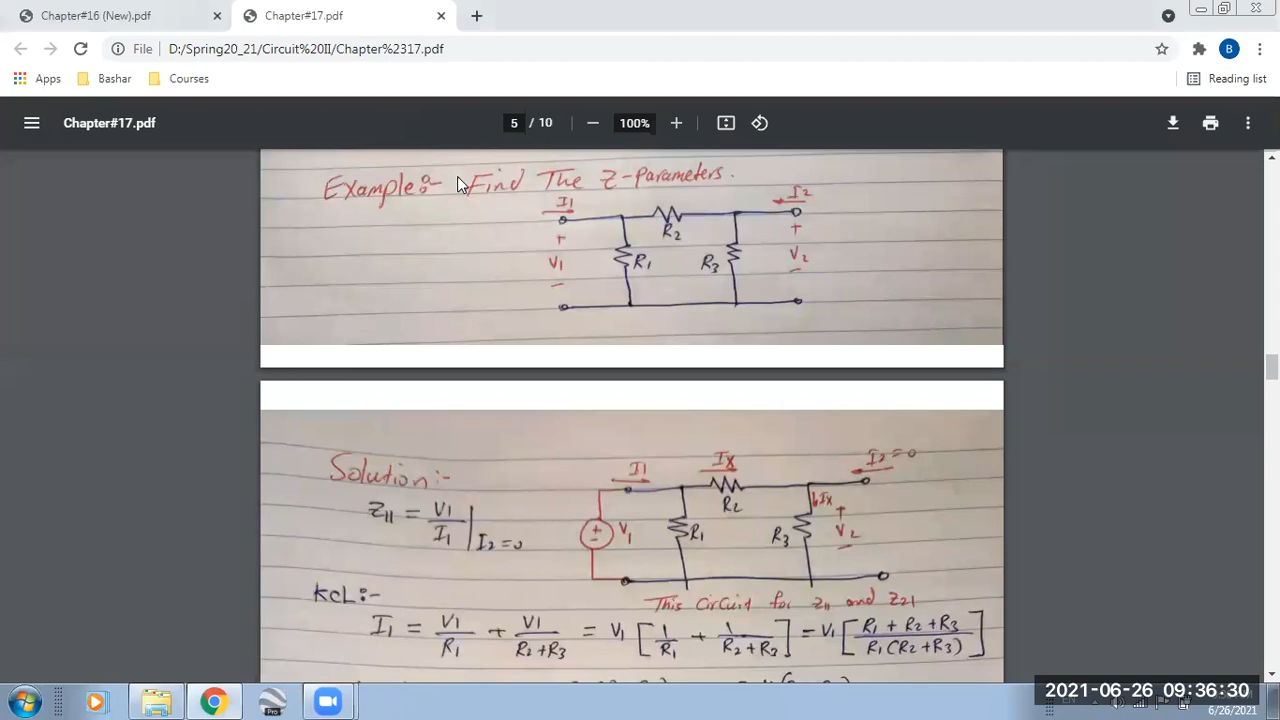 Chapter#16 (New).pdf
Chapter#17.pdf
File D:/Spring20_21/Circuit%20II/Chapter%2317.pdf
B
Apps Bashar Courses Reading list
Chapter#17.pdf 5 / 10 100%
Example:- Find The Z-parameters.
I1 I2
R2
+ +
V1 R1 R3 V2
- -
Solution:-
I1 Ix I2=0
Z11 = V1/I1 | I2=0
R2 Ix
+ + 
- V1 R1 R3 V2
-
This Circuit for Z11 and Z21
KCL:-
I1 = V1/R1 + V1/(R2+R3) = V1 [1/R1 + 1/(R2+R3)] = V1 [(R1+R2+R3)/(R1(R2+R3))]
Pro
EN
2021-06-26 09:36:30
6/26/2021